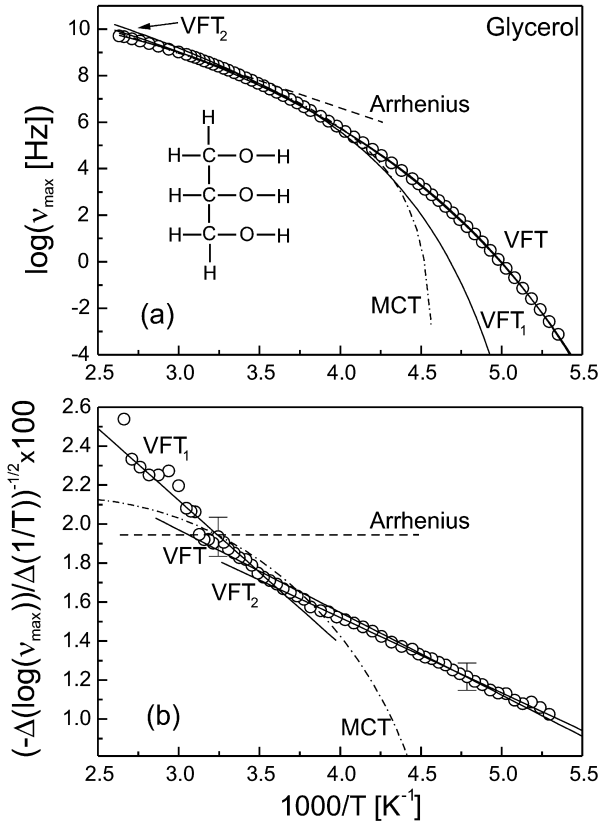 VFT₂
Glycerol
10
8
6
4
2
0
-2
-4
Arrhenius
H
H C O H
H C O H
H C O H
H
VFT
MCT
VFT₁
(a)
log(ν_max [Hz])
2.5 3.0 3.5 4.0 4.5 5.0 5.5
2.6
2.4
2.2
2.0
1.8
1.6
1.4
1.2
1.0
VFT₁
Arrhenius
VFT
VFT₂
MCT
(b)
(-Δ(log(ν_max))/Δ(1/T))^-1/2 x100
2.5 3.0 3.5 4.0 4.5 5.0 5.5
1000/T [K⁻¹]